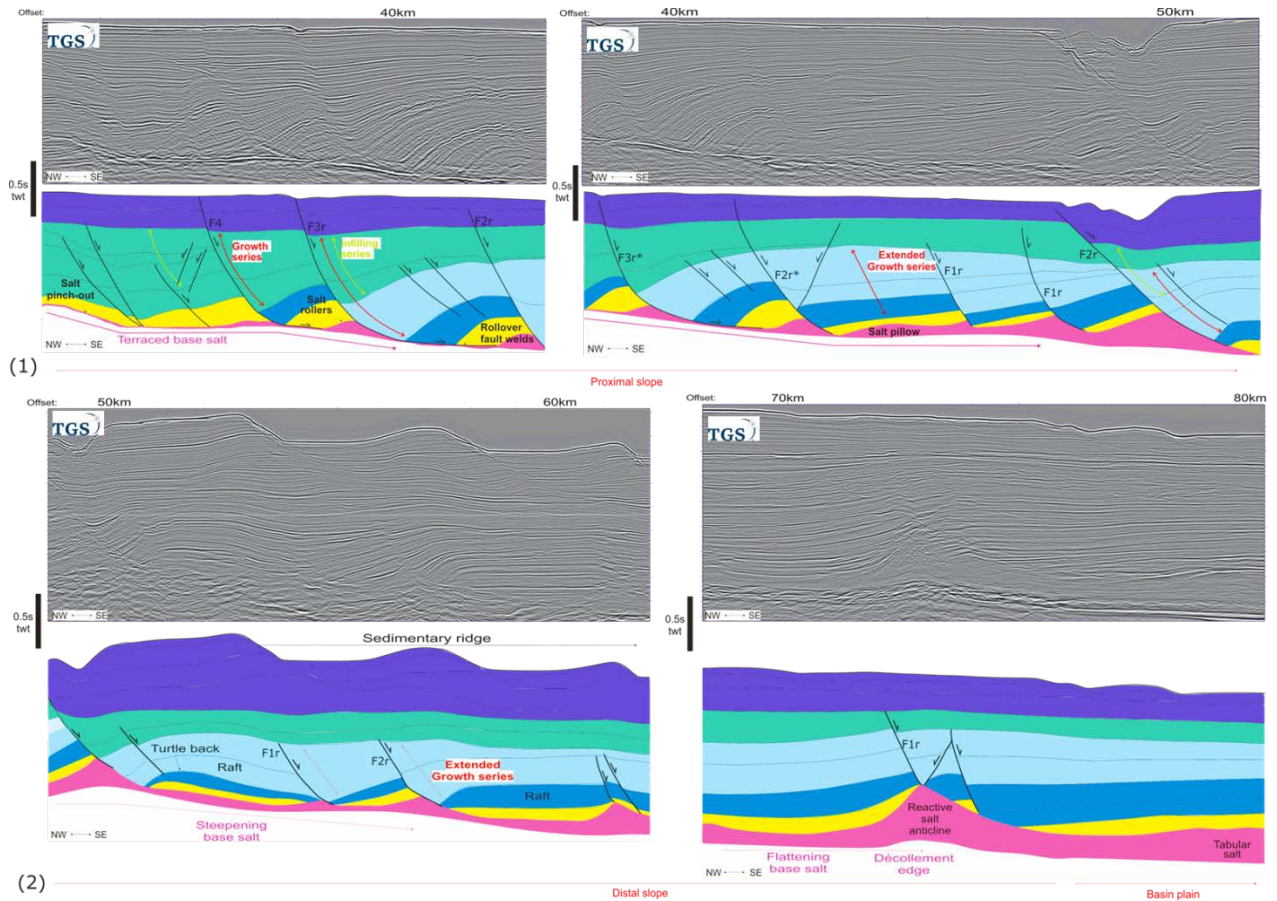 Offset:
40km
TGS
NW SE
0.5s
twt
F4
F3r
F2r
Growth
series
Infilling
series
Salt
pinch-out
Salt
rollers
Rollover
fault welds
Terraced base salt
NW SE
Offset:
40km
50km
TGS
NW SE
0.5s
twt
F3r*
F2r*
Extended
Growth series
F1r
F1r
F2r
Salt pillow
NW SE
(1)
Proximal slope
Offset:
50km
60km
TGS
NW SE
0.5s
twt
Sedimentary ridge
Turtle back
Raft
F1r
F2r
Extended
Growth series
Raft
Steepening
base salt
NW SE
Offset:
70km
80km
TGS
NW SE
0.5s
twt
F1r
Reactive
salt
anticline
Tabular
salt
Flattening
base salt
Décollement
edge
NW SE
(2)
Distal slope
Basin plain